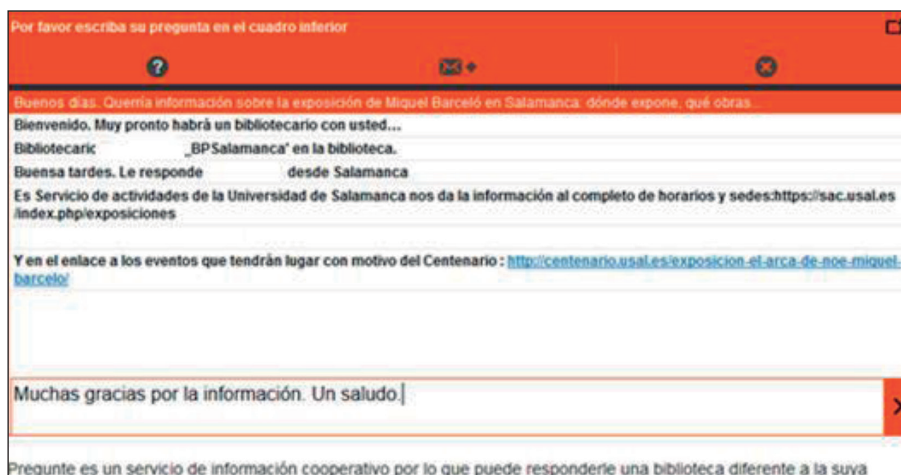 Por favor escriba su pregunta en el cuadro inferior
Buenos días. Querría información sobre la exposición de Miquel Barceló en Salamanca: dónde expone, qué obras...
Bienvenido. Muy pronto habrá un bibliotecario con usted...
Bibliotecaric _BPSalamanca' en la biblioteca.
Buensa tardes. Le responde desde Salamanca
Es Servicio de actividades de la Universidad de Salamanca nos da la información al completo de horarios y sedes:https://sac.usal.es
/index.php/exposiciones
Y en el enlace a los eventos que tendrán lugar con motivo del Centenario : http://centenario.usal.es/exposicion-el-arca-de-noe-miquel-
barcelo/
Muchas gracias por la información. Un saludo.
Pregunte es un servicio de información cooperativo por lo que puede responderle una biblioteca diferente a la suya